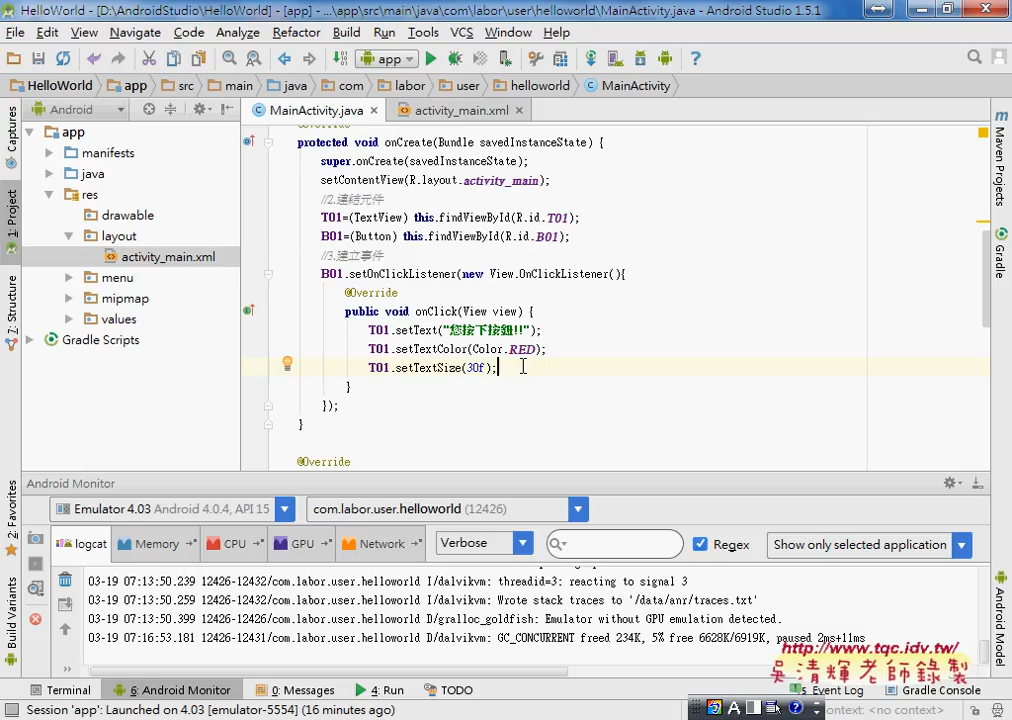 HelloWorld - [D:\AndroidStudio\HelloWorld] - [app] - ...\app\src\main\java\com\labor\user\helloworld\MainActivity.java - Android Studio 1.5.1
File Edit View Navigate Code Analyze Refactor Build Run Tools VCS Window Help
app
HelloWorld app src main java com labor user helloworld MainActivity
Android
MainActivity.java
activity_main.xml
Captures
1: Project
7: Structure
2: Favorites
Build Variants
Maven Projects
Gradle
Android Model
app
manifests
java
res
drawable
layout
activity_main.xml
menu
mipmap
values
Gradle Scripts
protected void onCreate(Bundle savedInstanceState) {
super.onCreate(savedInstanceState);
setContentView(R.layout.activity_main);
//2.連結元件
T01=(TextView) this.findViewById(R.id.T01);
B01=(Button) this.findViewById(R.id.B01);
//3.建立事件
B01.setOnClickListener(new View.OnClickListener(){
@Override
public void onClick(View view) {
T01.setText("您按下按鈕!!");
T01.setTextColor(Color.RED);
T01.setTextSize(30f);
}
});
}
@Override
Android Monitor
Emulator 4.03 Android 4.0.4, API 15
com.labor.user.helloworld (12426)
logcat Memory CPU GPU Network Verbose Regex Show only selected application
03-19 07:13:50.239 12426-12432/com.labor.user.helloworld I/dalvikvm: threadid=3: reacting to signal 3
03-19 07:13:50.259 12426-12432/com.labor.user.helloworld I/dalvikvm: Wrote stack traces to '/data/anr/traces.txt'
03-19 07:13:50.289 12426-12426/com.labor.user.helloworld D/gralloc_goldfish: Emulator without GPU emulation detected.
03-19 07:16:53.181 12426-12431/com.labor.user.helloworld D/dalvikvm: GC_CONCURRENT freed 234K, 5% free 6628K/6919K, paused 2ms+11ms
http://www.tqc.idv.tw/
吳清輝老師錄製
Terminal 6: Android Monitor 0: Messages 4: Run TODO Event Log Gradle Console
Session 'app': Launched on 4.03 [emulator-5554] (16 minutes ago)
ontext: <no context>